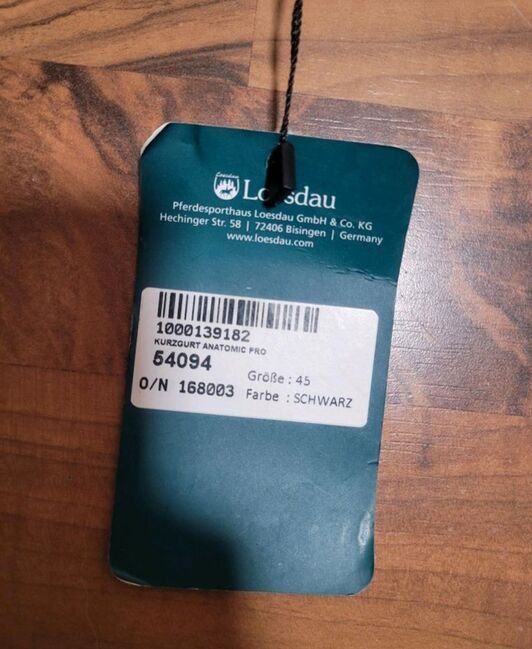 Loesdau
Pferdesporthaus Loesdau GmbH & Co. KG
Hechinger Str. 58 | 72406 Bisingen | Germany
www.loesdau.com
1000139182
KURZGURT ANATOMIC PRO
54094
Größe : 45
O/N 168003
Farbe : SCHWARZ